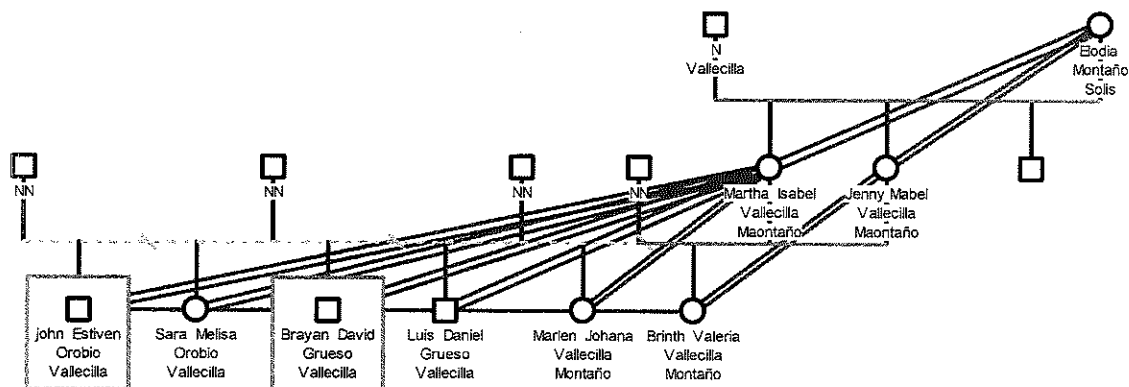 N
Vallecilla
Elodia
Montaño
Solis
NN
NN
NN
NN
Martha Isabel
Vallecilla
Maontaño
Jenny Mabel
Vallecilla
Maontaño
john Estiven
Orobio
Vallecilla
Sara Melisa
Orobio
Vallecilla
Brayan David
Grueso
Vallecilla
Luis Daniel
Grueso
Vallecilla
Marlen Johana
Vallecilla
Montaño
Brinth Valeria
Vallecilla
Montaño